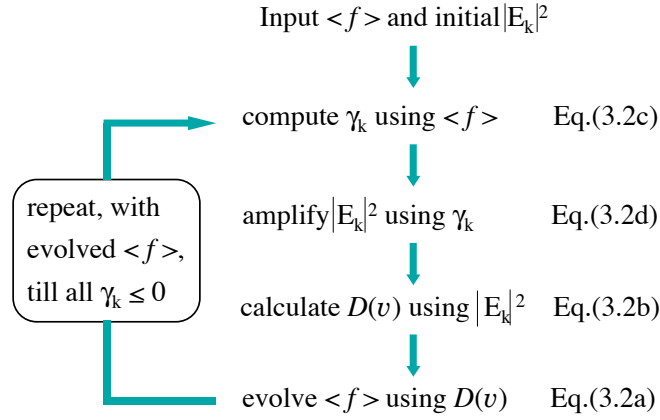 Input <f> and initial |E_k|²
compute γ_k using <f> Eq.(3.2c)
repeat, with
evolved <f>,
till all γ_k ≤ 0
amplify |E_k|² using γ_k Eq.(3.2d)
calculate D(v) using |E_k|² Eq.(3.2b)
evolve <f> using D(v) Eq.(3.2a)